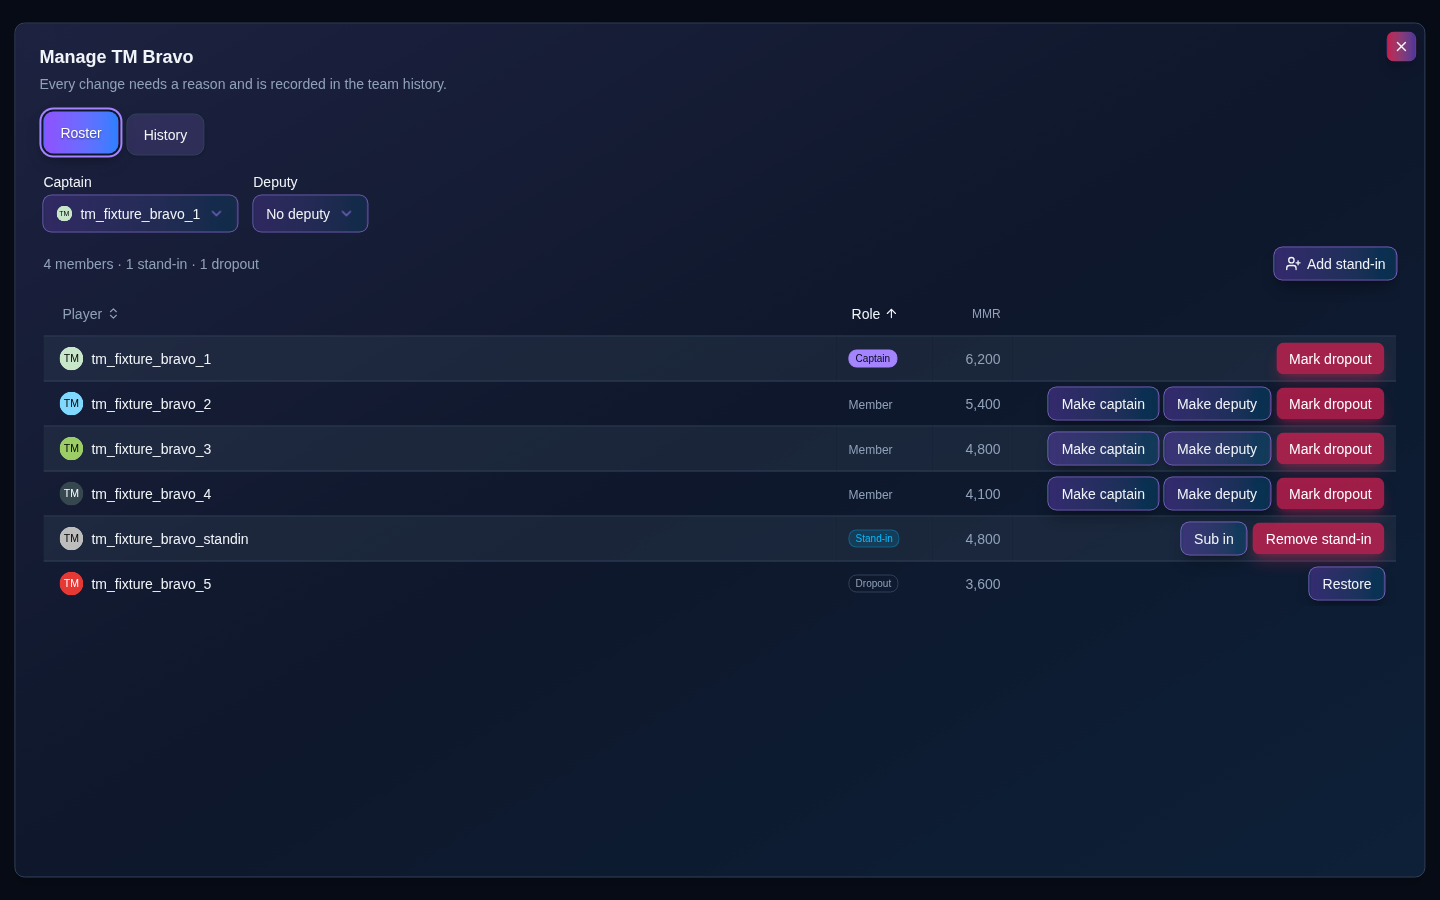 Manage TM Bravo
Every change needs a reason and is recorded in the team history.
Roster
History
Captain
Deputy
TM tm_fixture_bravo_1
No deputy
4 members · 1 stand-in · 1 dropout
Add stand-in
Player Role MMR
TM tm_fixture_bravo_1 Captain 6,200 Mark dropout
TM tm_fixture_bravo_2 Member 5,400 Make captain Make deputy Mark dropout
TM tm_fixture_bravo_3 Member 4,800 Make captain Make deputy Mark dropout
TM tm_fixture_bravo_4 Member 4,100 Make captain Make deputy Mark dropout
TM tm_fixture_bravo_standin Stand-in 4,800 Sub in Remove stand-in
TM tm_fixture_bravo_5 Dropout 3,600 Restore